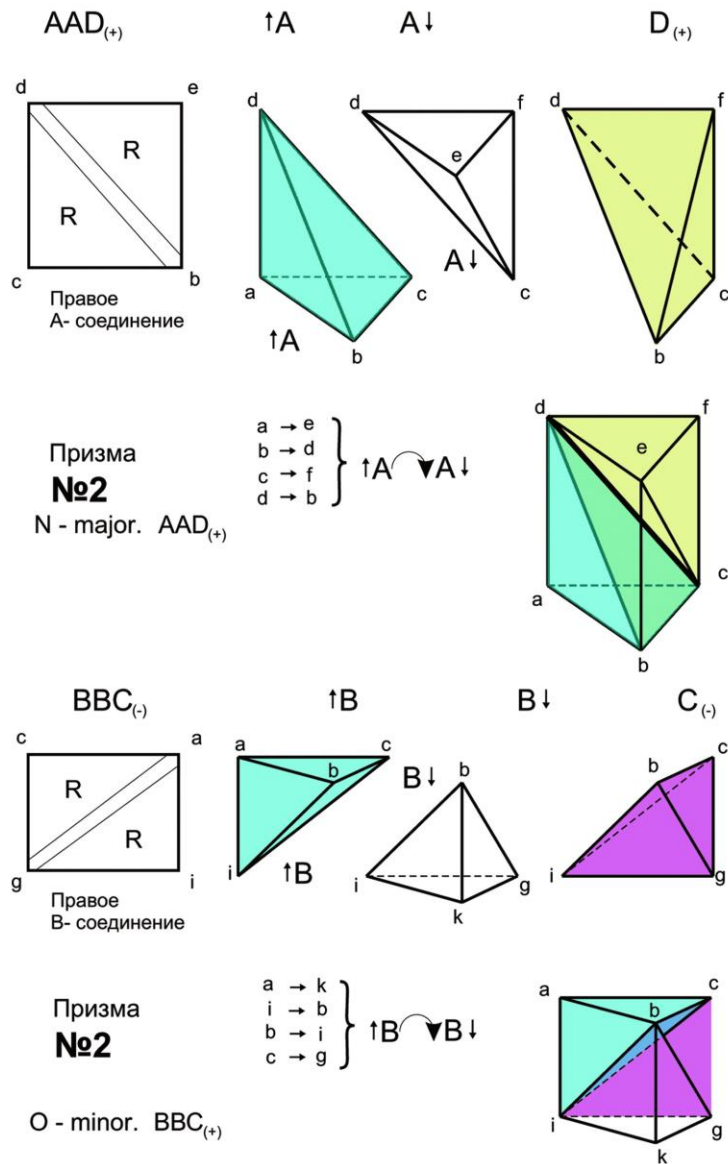 AAD(+) ↑A A↓ D(+)
d e d d f d f
R
e
R
A↓
c b a c c c
Правое
А- соединение
↑A b b
a → e
b → d
c → f
d → b
↑A A↓
Призма
№2
N - major. AAD(+)
d f
e
a c
b
BBC(-) ↑B B↓ C(-)
c a a c c
b B↓ b b
R
R
g i i ↑B i g i g
k
Правое
В- соединение
a → k
i → b
b → i
c → g
↑B B↓
Призма
№2
O - minor. BBC(+)
a c
b
i g
k